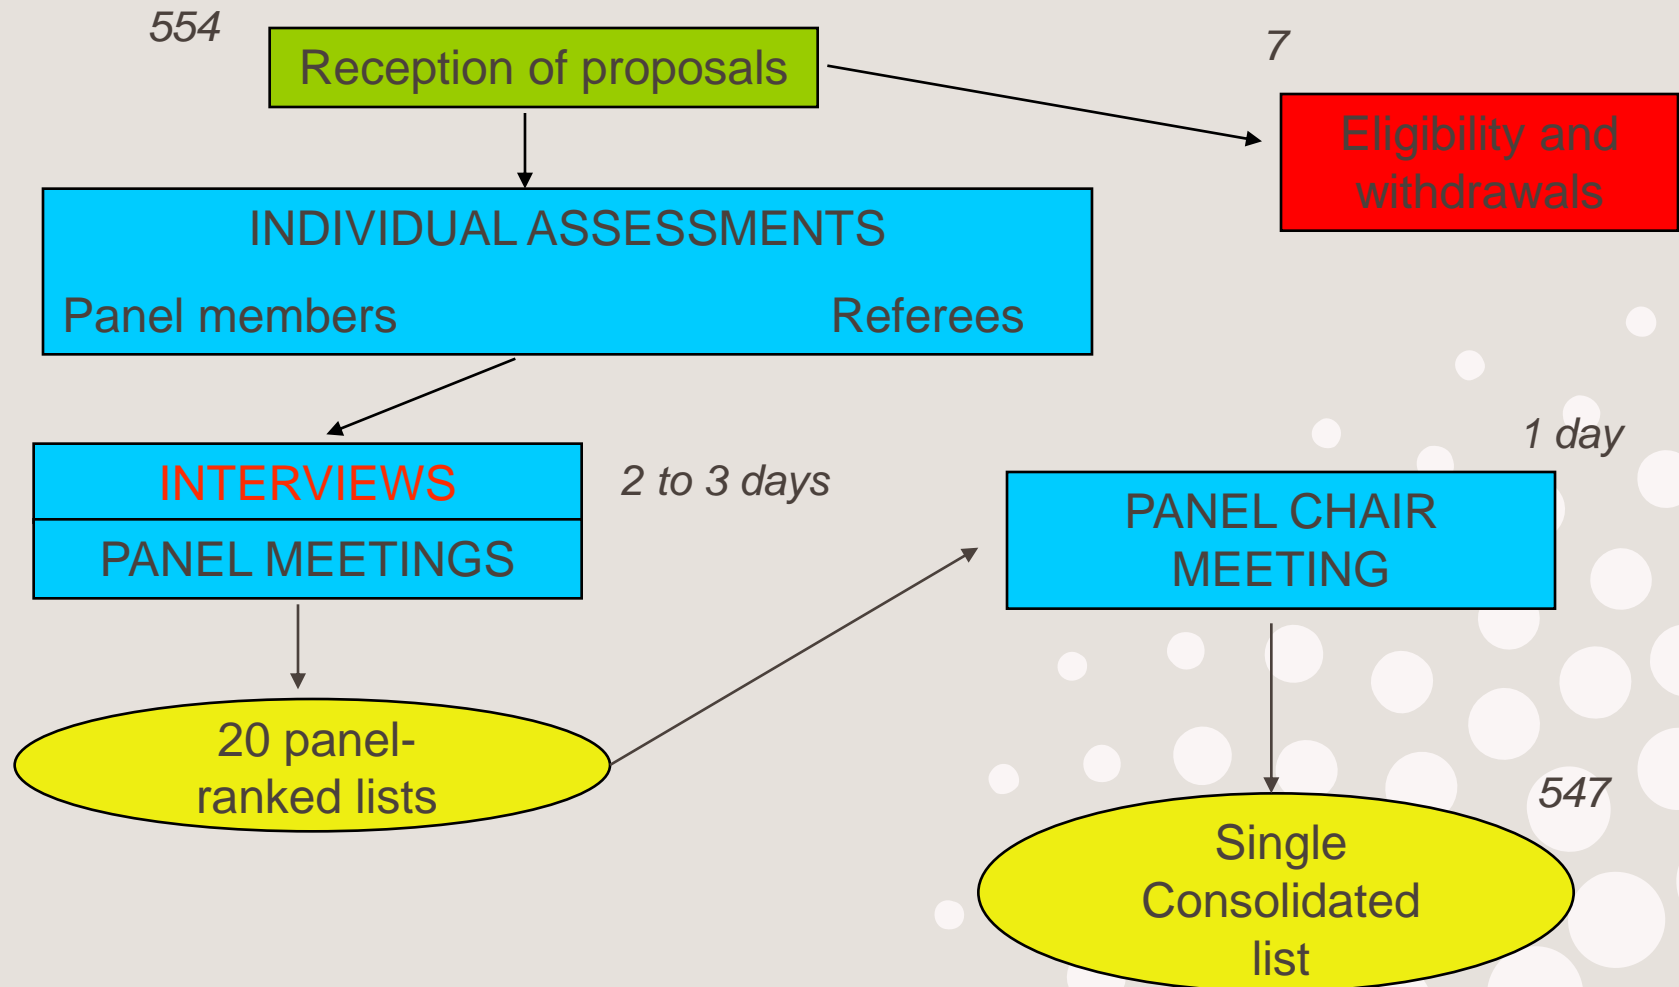 554
Reception of proposals
7
Eligibility and
withdrawals
INDIVIDUAL ASSESSMENTS
Panel members Referees
INTERVIEWS
PANEL MEETINGS
2 to 3 days
1 day
PANEL CHAIR
MEETING
20 panel-
ranked lists
547
Single
Consolidated
list